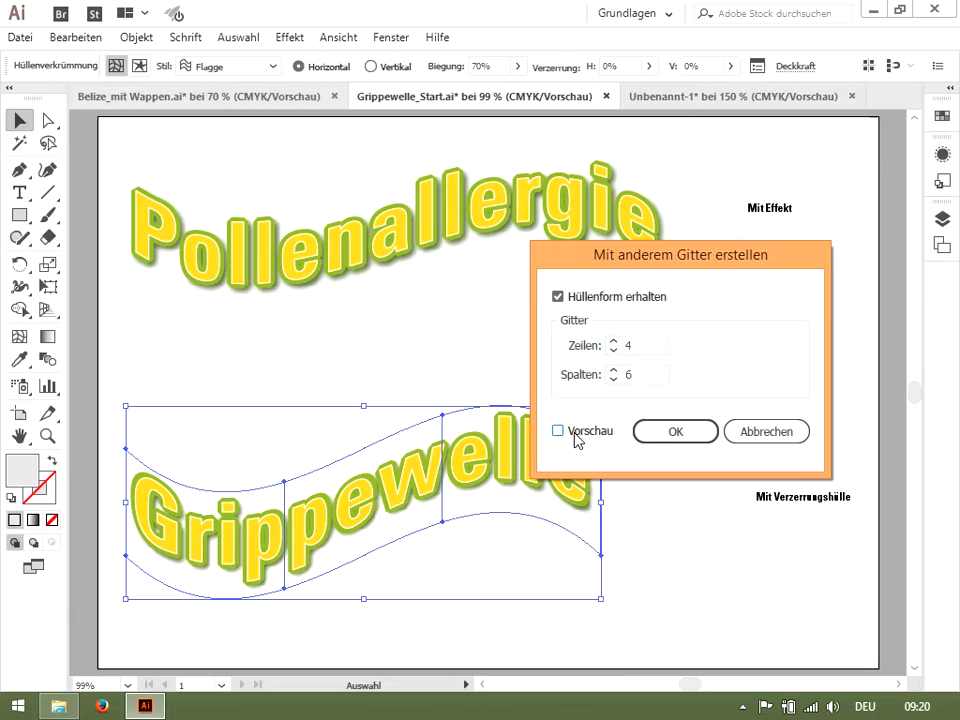 Ai Br St Grundlagen Adobe Stock durchsuchen
Datei Bearbeiten Objekt Schrift Auswahl Effekt Ansicht Fenster Hilfe
Hüllenverkrümmung Stil: Flagge Horizontal Vertikal Biegung: 70% Verzerrung: H: 0% V: 0% Deckkraft
Belize_mit Wappen.ai* bei 70 % (CMYK/Vorschau) × Grippewelle_Start.ai* bei 99 % (CMYK/Vorschau) × Unbenannt-1* bei 150 % (CMYK/Vorschau) ×
Pollenallergie
Mit Effekt
Mit anderem Gitter erstellen
Hüllenform erhalten
Gitter
Zeilen: 4
Spalten: 6
Vorschau OK Abbrechen
Grippewelle
Mit Verzerrungshülle
99% 1 Auswahl
Ai DEU 09:20